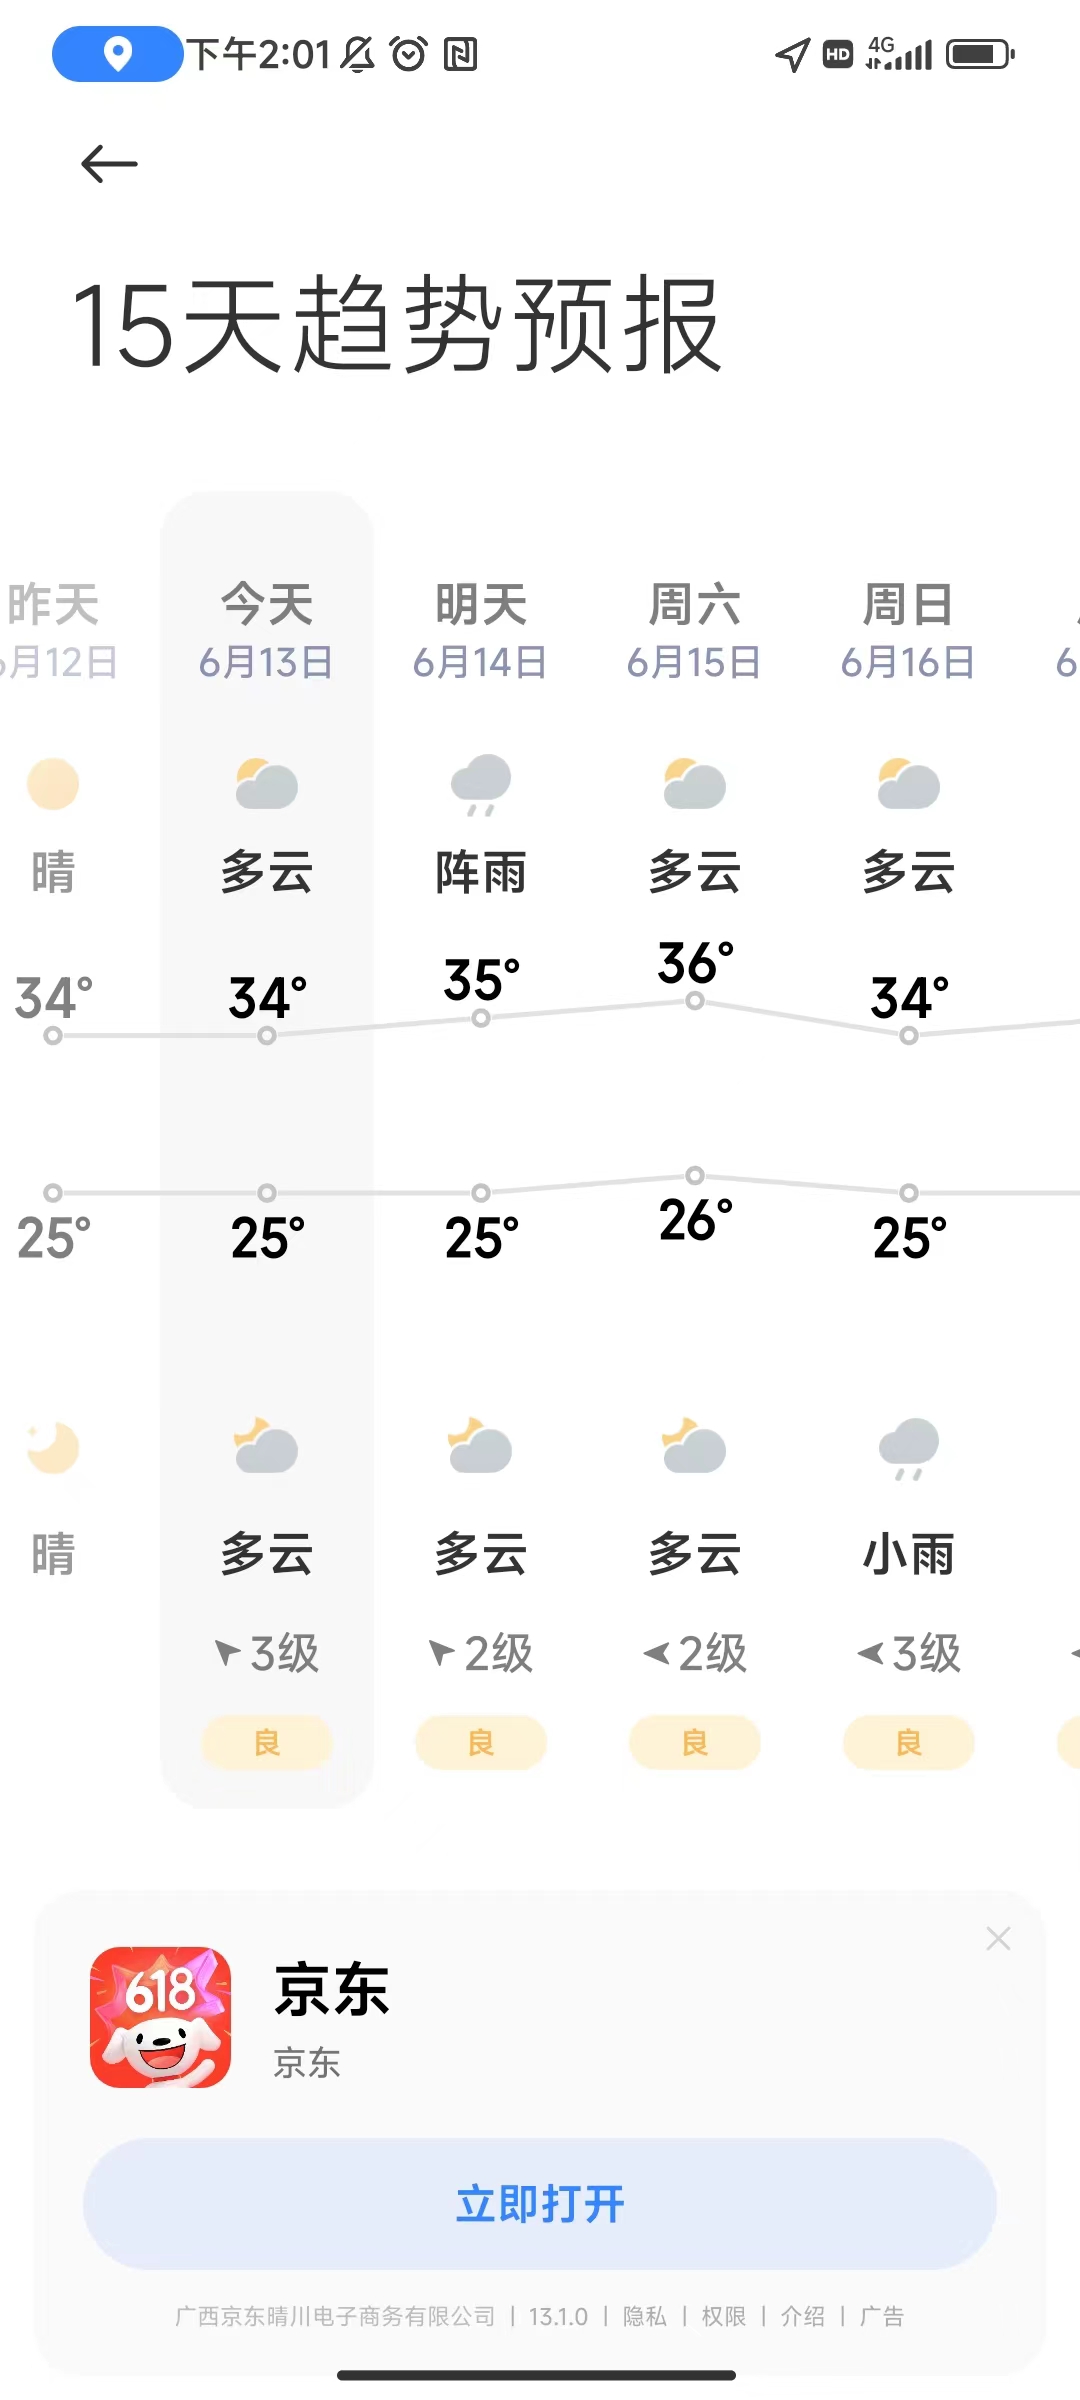 下午2:01 HD 4G
15天趋势预报
昨天 今天 明天 周六 周日
月12日 6月13日 6月14日 6月15日 6月16日 6
晴 多云 阵雨 多云 多云
34° 34° 35° 36° 34°
25° 25° 25° 26° 25°
晴 多云 多云 多云 小雨
3级 2级 2级 3级
良 良 良 良
618
京东
京东
立即打开
广西京东晴川电子商务有限公司 | 13.1.0 | 隐私 | 权限 | 介绍 | 广告